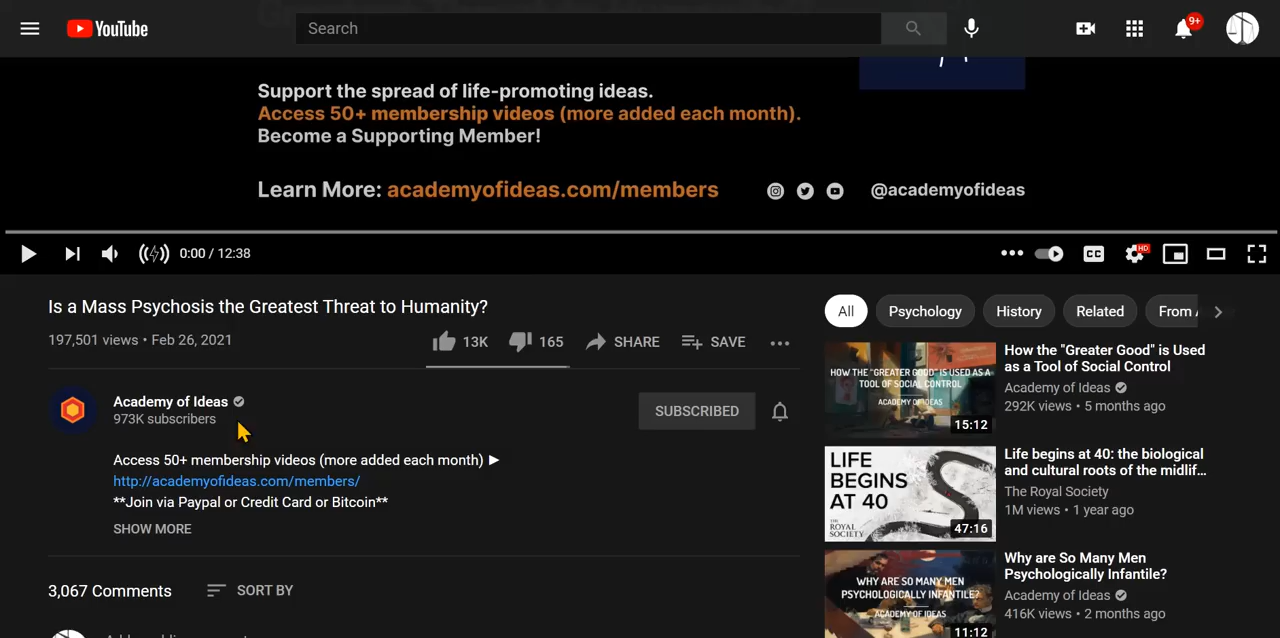 YouTube
Search
9+
Support the spread of life-promoting ideas.
Access 50+ membership videos (more added each month).
Become a Supporting Member!
Learn More: academyofideas.com/members
@academyofideas
0:00 / 12:38
CC
HD
Is a Mass Psychosis the Greatest Threat to Humanity?
197,501 views • Feb 26, 2021
13K
165
SHARE
SAVE
Academy of Ideas
973K subscribers
SUBSCRIBED
Access 50+ membership videos (more added each month) ►
http://academyofideas.com/members/
**Join via Paypal or Credit Card or Bitcoin**
SHOW MORE
3,067 Comments
SORT BY
All
Psychology
History
Related
From
HOW THE "GREATER GOOD" IS USED AS A
TOOL OF SOCIAL CONTROL
ACADEMY OF IDEAS
15:12
How the "Greater Good" is Used
as a Tool of Social Control
Academy of Ideas
292K views • 5 months ago
LIFE
BEGINS
AT 40
THE
ROYAL
SOCIETY
47:16
Life begins at 40: the biological
and cultural roots of the midlif...
The Royal Society
1M views • 1 year ago
WHY ARE SO MANY MEN
PSYCHOLOGICALLY INFANTILE?
ACADEMY OF IDEAS
11:12
Why are So Many Men
Psychologically Infantile?
Academy of Ideas
416K views • 2 months ago